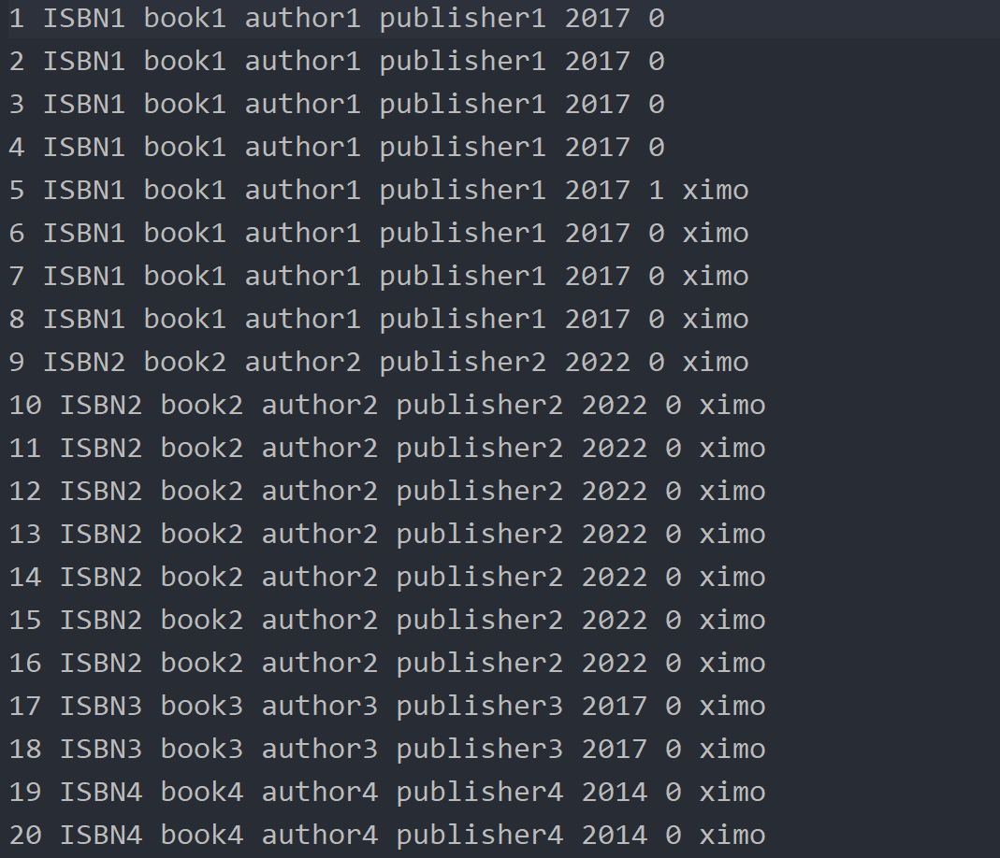 1 ISBN1 book1 author1 publisher1 2017 0
2 ISBN1 book1 author1 publisher1 2017 0
3 ISBN1 book1 author1 publisher1 2017 0
4 ISBN1 book1 author1 publisher1 2017 0
5 ISBN1 book1 author1 publisher1 2017 1 ximo
6 ISBN1 book1 author1 publisher1 2017 0 ximo
7 ISBN1 book1 author1 publisher1 2017 0 ximo
8 ISBN1 book1 author1 publisher1 2017 0 ximo
9 ISBN2 book2 author2 publisher2 2022 0 ximo
10 ISBN2 book2 author2 publisher2 2022 0 ximo
11 ISBN2 book2 author2 publisher2 2022 0 ximo
12 ISBN2 book2 author2 publisher2 2022 0 ximo
13 ISBN2 book2 author2 publisher2 2022 0 ximo
14 ISBN2 book2 author2 publisher2 2022 0 ximo
15 ISBN2 book2 author2 publisher2 2022 0 ximo
16 ISBN2 book2 author2 publisher2 2022 0 ximo
17 ISBN3 book3 author3 publisher3 2017 0 ximo
18 ISBN3 book3 author3 publisher3 2017 0 ximo
19 ISBN4 book4 author4 publisher4 2014 0 ximo
20 ISBN4 book4 author4 publisher4 2014 0 ximo